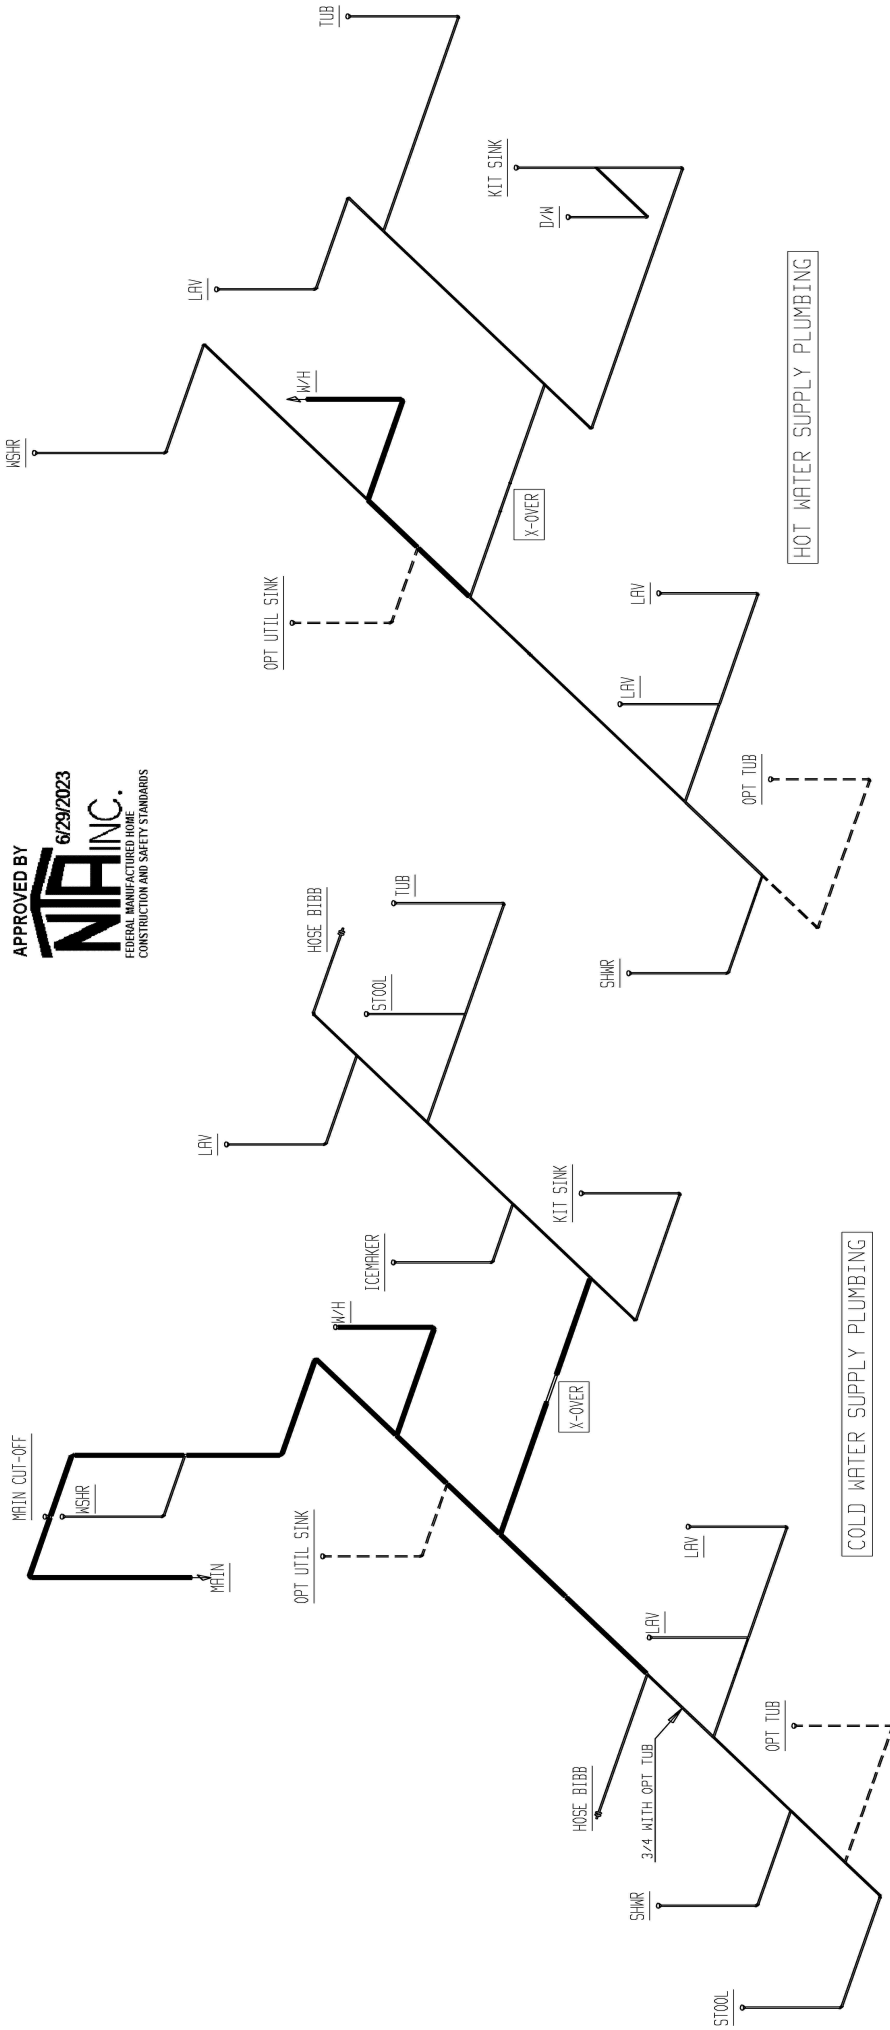 APPROVED BY
6/29/2023
NTA INC.
FEDERAL MANUFACTURED HOME
CONSTRUCTION AND SAFETY STANDARDS
MAIN CUT-OFF
WSHR
MAIN
W/H
OPT UTIL SINK
LAV
HOSE BIBB
TUB
STOOL
ICEMAKER
KIT SINK
X-OVER
HOSE BIBB
3/4 WITH OPT TUB
LAV
LAV
OPT TUB
SHWR
STOOL
COLD WATER SUPPLY PLUMBING
WSHR
LAV
TUB
W/H
OPT UTIL SINK
KIT SINK
D/W
X-OVER
LAV
LAV
OPT TUB
SHWR
HOT WATER SUPPLY PLUMBING